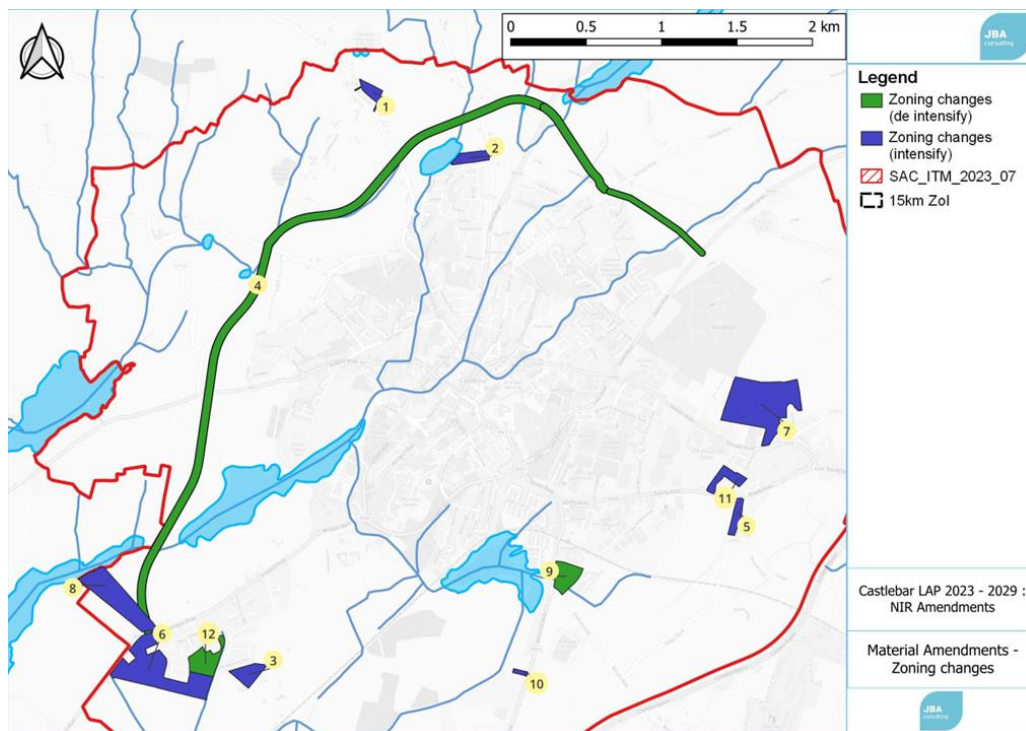 0 0.5 1 1.5 2 km
JBA
consulting
Legend
Zoning changes
(de intensify)
Zoning changes
(intensify)
SAC_ITM_2023_07
15km ZoI
1
2
4
7
11
5
9
8
6
12
3
10
Castlebar LAP 2023 - 2029 :
NIR Amendments
Material Amendments -
Zoning changes
JBA
consulting